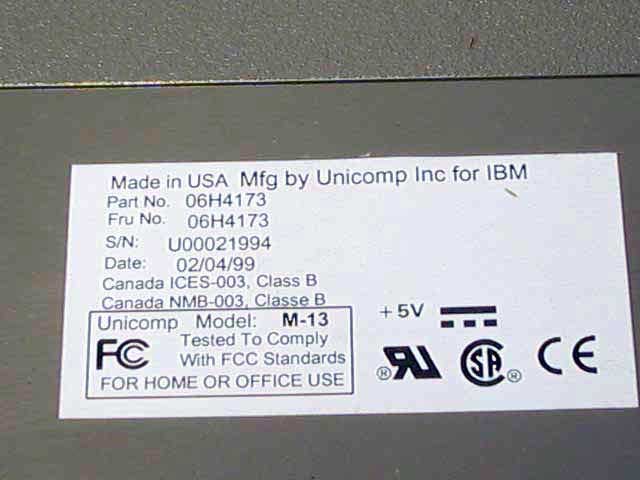 Made in USA Mfg by Unicomp Inc for IBM
Part No. 06H4173
Fru No. 06H4173
S/N: U00021994
Date: 02/04/99
Canada ICES-003, Class B
Canada NMB-003, Classe B
Unicomp Model: M-13
FC Tested To Comply
With FCC Standards
FOR HOME OR OFFICE USE
+5V
® RU SA ® CE